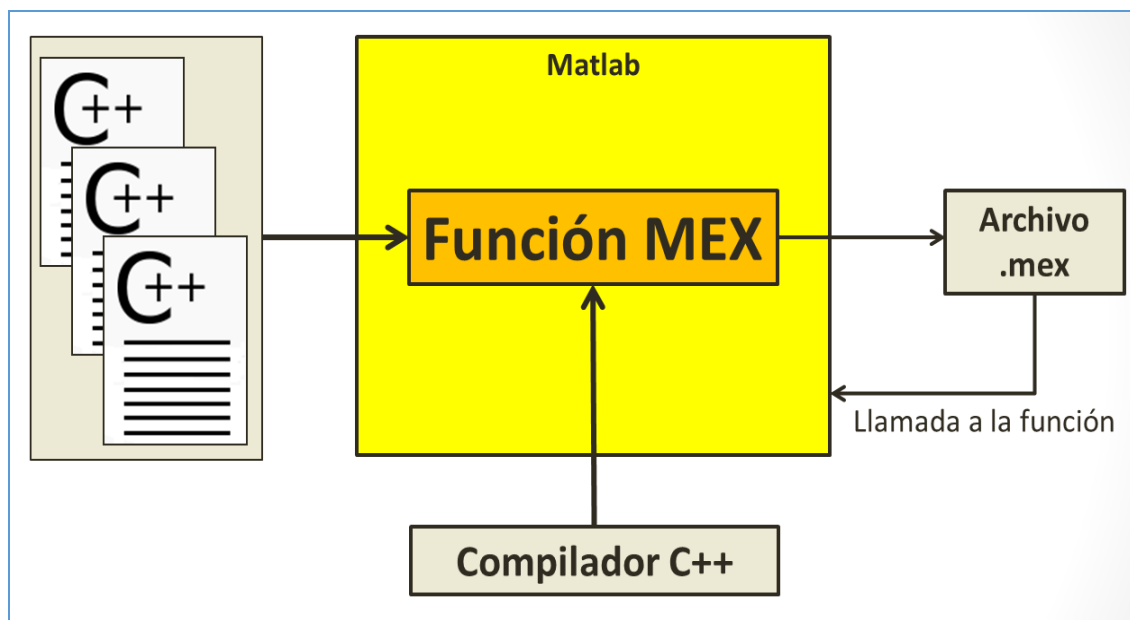 C++
C++
C++
Matlab
Función MEX
Archivo
.mex
Llamada a la función
Compilador C++